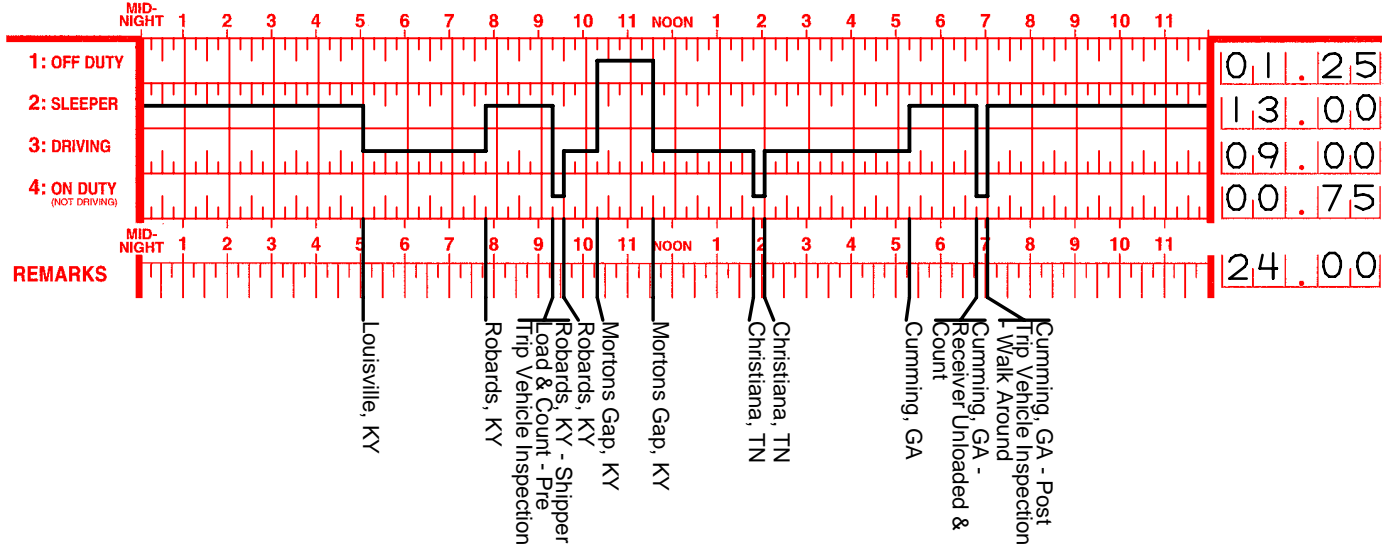 MID-
NIGHT 1 2 3 4 5 6 7 8 9 10 11 NOON 1 2 3 4 5 6 7 8 9 10 11
1: OFF DUTY
01.25
2: SLEEPER
13.00
3: DRIVING
09.00
4: ON DUTY
(NOT DRIVING)
00.75
MID-
NIGHT 1 2 3 4 5 6 7 8 9 10 11 NOON 1 2 3 4 5 6 7 8 9 10 11
REMARKS
24 00
Louisville, KY
Robards, KY
Robards, KY - Shipper
Load & Count - Pre
Trip Vehicle Inspection
Robards, KY
Mortons Gap, KY
Mortons Gap, KY
Christiana, TN
Christiana, TN
Cumming, GA
Cumming, GA -
Receiver Unloaded &
Count
Cumming, GA - Post
Trip Vehicle Inspection
- Walk Around